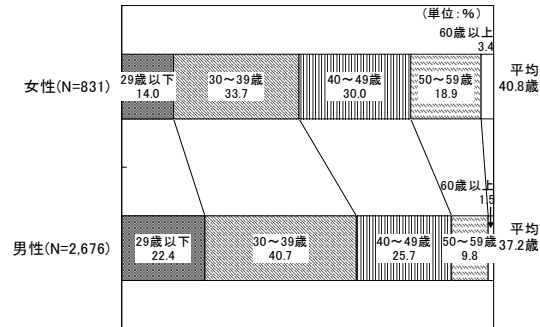 (単位:%)
60歳以上
3.4
女性(N=831)
29歳以下
14.0
30～39歳
33.7
40～49歳
30.0
50～59歳
18.9
平均
40.8歳
60歳以上
1.5
男性(N=2,676)
29歳以下
22.4
30～39歳
40.7
40～49歳
25.7
50～59歳
9.8
平均
37.2歳